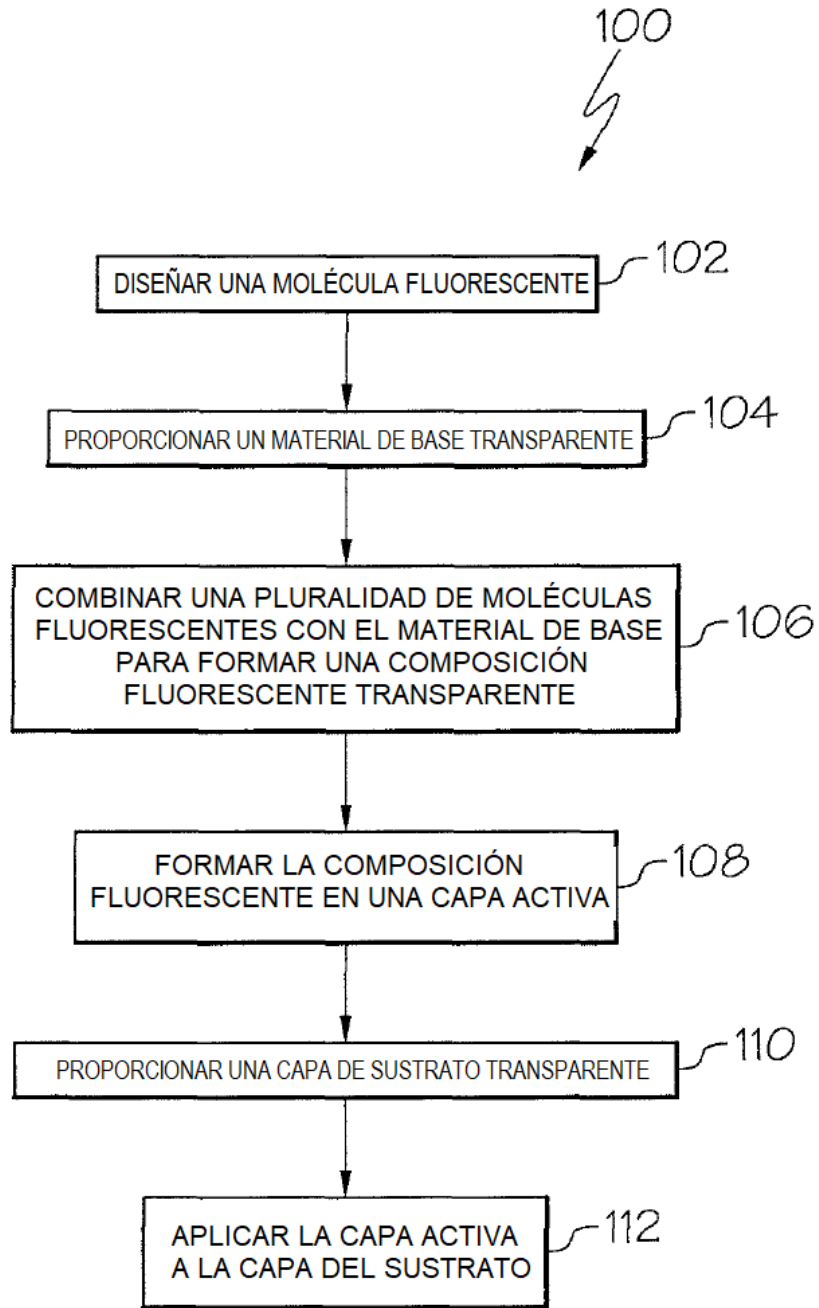 100
DISEÑAR UNA MOLÉCULA FLUORESCENTE
102
PROPORCIONAR UN MATERIAL DE BASE TRANSPARENTE
104
COMBINAR UNA PLURALIDAD DE MOLÉCULAS
FLUORESCENTES CON EL MATERIAL DE BASE
PARA FORMAR UNA COMPOSICIÓN
FLUORESCENTE TRANSPARENTE
106
FORMAR LA COMPOSICIÓN
FLUORESCENTE EN UNA CAPA ACTIVA
108
PROPORCIONAR UNA CAPA DE SUSTRATO TRANSPARENTE
110
APLICAR LA CAPA ACTIVA
A LA CAPA DEL SUSTRATO
112